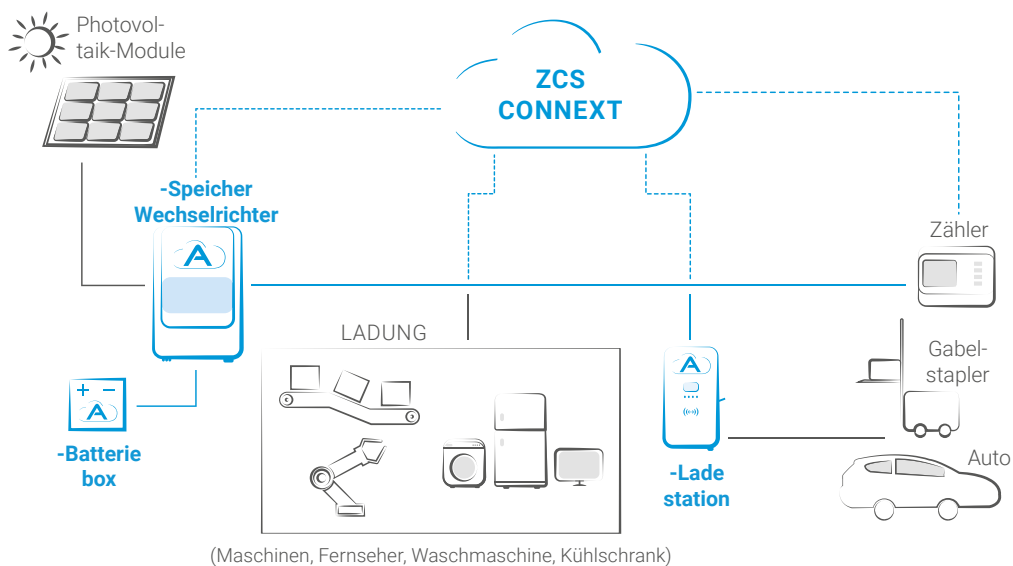 Photovol-
taik-Module
ZCS
CONNEXT
-Speicher
Wechselrichter
Zähler
LADUNG
Gabel-
stapler
-Batterie
box
-Lade
station
Auto
(Maschinen, Fernseher, Waschmaschine, Kühlschrank)